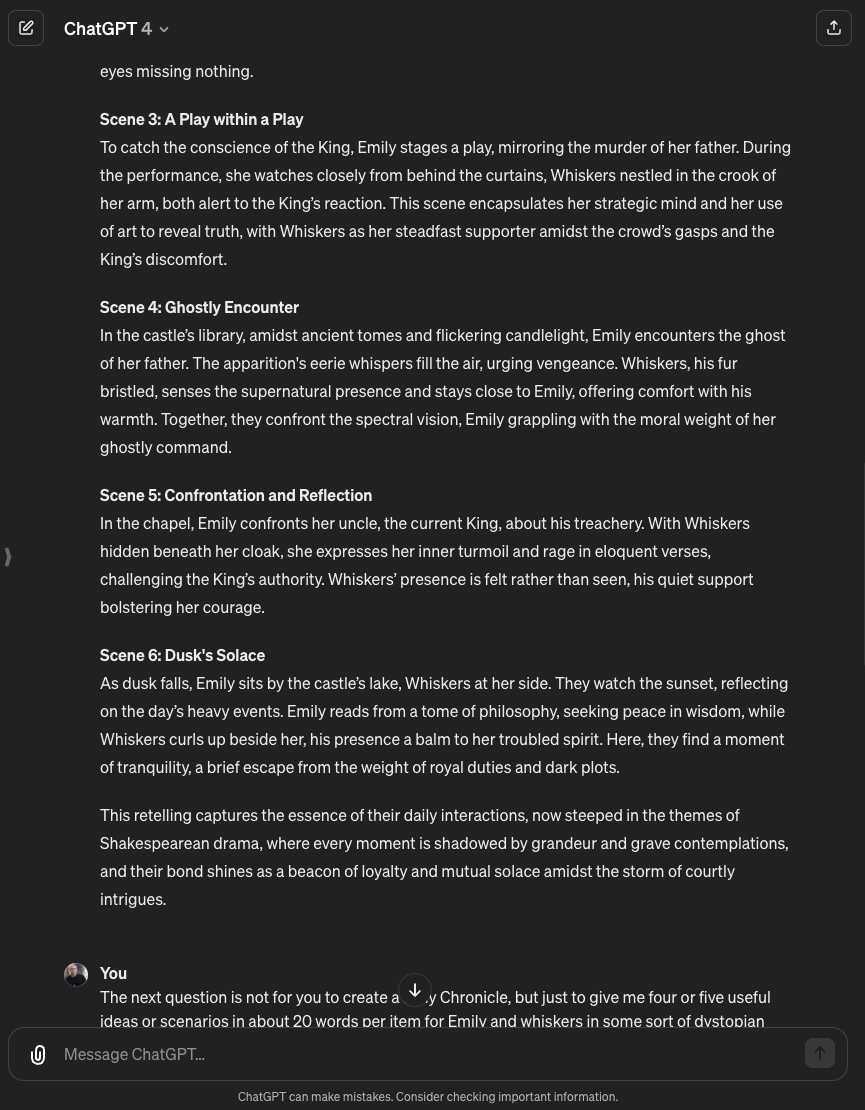 ChatGPT 4
eyes missing nothing.
Scene 3: A Play within a Play
To catch the conscience of the King, Emily stages a play, mirroring the murder of her father. During
the performance, she watches closely from behind the curtains, Whiskers nestled in the crook of
her arm, both alert to the King’s reaction. This scene encapsulates her strategic mind and her use
of art to reveal truth, with Whiskers as her steadfast supporter amidst the crowd’s gasps and the
King’s discomfort.
Scene 4: Ghostly Encounter
In the castle’s library, amidst ancient tomes and flickering candlelight, Emily encounters the ghost
of her father. The apparition's eerie whispers fill the air, urging vengeance. Whiskers, his fur
bristled, senses the supernatural presence and stays close to Emily, offering comfort with his
warmth. Together, they confront the spectral vision, Emily grappling with the moral weight of her
ghostly command.
Scene 5: Confrontation and Reflection
In the chapel, Emily confronts her uncle, the current King, about his treachery. With Whiskers
hidden beneath her cloak, she expresses her inner turmoil and rage in eloquent verses,
challenging the King’s authority. Whiskers’ presence is felt rather than seen, his quiet support
bolstering her courage.
Scene 6: Dusk's Solace
As dusk falls, Emily sits by the castle’s lake, Whiskers at her side. They watch the sunset, reflecting
on the day’s heavy events. Emily reads from a tome of philosophy, seeking peace in wisdom, while
Whiskers curls up beside her, his presence a balm to her troubled spirit. Here, they find a moment
of tranquility, a brief escape from the weight of royal duties and dark plots.
This retelling captures the essence of their daily interactions, now steeped in the themes of
Shakespearean drama, where every moment is shadowed by grandeur and grave contemplations,
and their bond shines as a beacon of loyalty and mutual solace amidst the storm of courtly
intrigues.
You
The next question is not for you to create a Chronicle, but just to give me four or five useful
ideas or scenarios in about 20 words per item for Emily and whiskers in some sort of dystopian
Message ChatGPT...
ChatGPT can make mistakes. Consider checking important information.